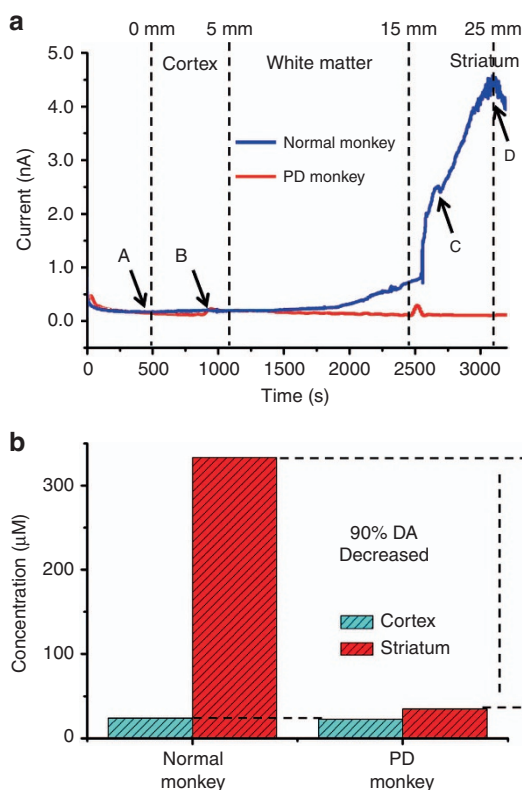 a
0 mm 5 mm 15 mm 25 mm
Cortex White matter Striatum
5.0
4.0
3.0
2.0
1.0
0.0
Current (nA)
Normal monkey
PD monkey
A
B
C
D
0 500 1000 1500 2000 2500 3000
Time (s)
b
300
200
100
0
Concentration (μM)
90% DA
Decreased
Cortex
Striatum
Normal
monkey
PD
monkey